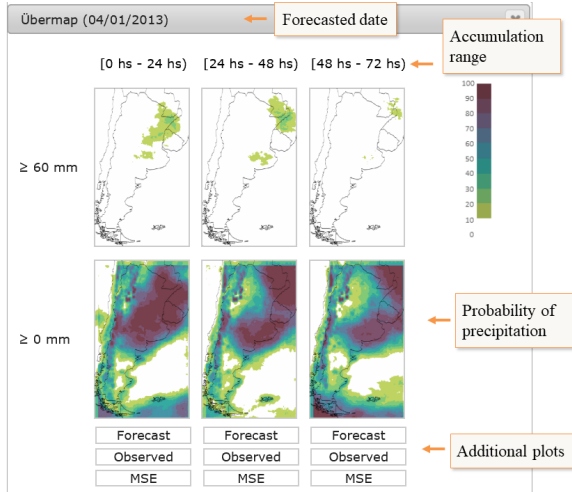 Übermap (04/01/2013)
Forecasted date
Accumulation
range
[0 hs - 24 hs)
[24 hs - 48 hs)
[48 hs - 72 hs)
≥ 60 mm
100
90
80
70
60
50
40
30
20
10
0
≥ 0 mm
Probability of
precipitation
Forecast
Forecast
Forecast
Observed
Observed
Observed
MSE
MSE
MSE
Additional plots